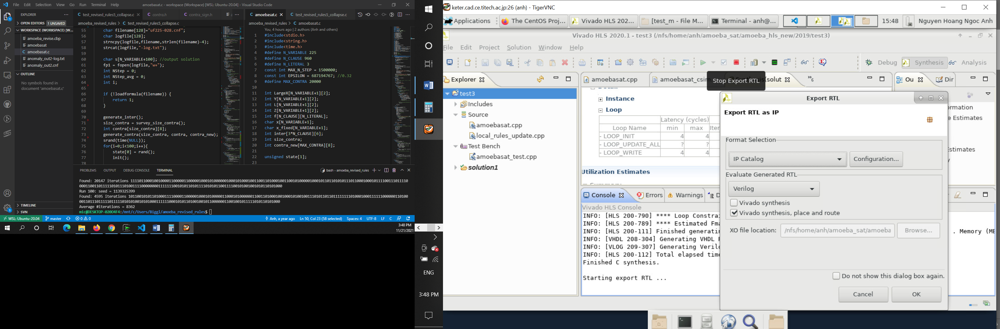 File Edit Selection View Go Run Terminal Help
amoebasat.c - workspace (Workspace) [WSL: Ubuntu-20.04] - Visual Studio Code
EXPLORER
OPEN EDITORS 1 UNSAVED
WORKSPACE (WORKSPACE) [W...
amoeba_revise.cbp
amoebasat
amoebasat.c
anomaly_out2-log.txt
anomaly_out2.cnf
OUTLINE
No symbols found in
document 'amoebasat.c'
TIMELINE
SVN
test_revised_rules5_collapse.c
contra.h
contra_sign.h
amoeba_revised_rules > C test_revised_rules5_collapse.c
55 char filename[128]="uf225-028.cnf";
56 char logfile[128];
57 strncpy(logfile,filename,strlen(filename)-4);
58 strcat(logfile,"-log.txt");
59
60 char s[N_VARIABLE+100]; //output solution
61 fp1 = fopen(logfile,"w+");
62 int NStep = 0;
63 int NStep_avg = 0;
64 int i;
65
66 if (!loadformula(filename)) {
67 return 1;
68 }
69
70 generate_inter();
71 size_contra = survey_size_contra();
72 int contra[size_contra][8];
73 generate_contra(size_contra, contra, contra_new);
74 srand(time(NULL));
75 for(i=0;i<100;i++){
76 state[0] = rand();
77 init();
78
amoebasat.c
test_revised_rules5_collapse.c
amoeba_revised_rules > C amoebasat.c
You, 4 hours ago | 2 authors (Anh and others)
1 #include<stdio.h>
2 #include<string.h>
3 #include<time.h>
4 #define N_VARIABLE 225
5 #define N_CLAUSE 960
6 #define N_LITERAL 3
7 const int MAX_N_STEP = 1500000;
8 const int EPSILON = 687194767; //0.32
9 #define MAX_CONTRA 20000
10
11 int LargeX[N_VARIABLE+1][2];
12 int Y[N_VARIABLE+1][2];
13 int L[N_VARIABLE+1][2];
14 int Z[N_VARIABLE+1][2];
15 int f[N_CLAUSE][N_LITERAL];
16 char x[N_VARIABLE+1];
17 char x_fixed[N_VARIABLE+1];
18 int inter[3*N_CLAUSE][6];
19 int size_contra;
20 int contra_new[MAX_CONTRA][8];
21
22 unsigned state[1];
23
PROBLEMS OUTPUT DEBUG CONSOLE TERMINAL
bash - amoeba_revised_rules
Found: 20147 iterations
Run 100: seed = 1139325399
Found: 4595 iterations
Average #iterations = 8362
mic@DESKTOP-02O04F4:/mnt/c/Users/Biggl/amoeba_revised_rules$
WSL: Ubuntu-20.04 master 0 0 Anh, a year ago Ln 50, Col 23 (58 selected) Spaces: 4 UTF-8 LF C
3:48 PM
11/21/2021
ENG
3:48 PM
keter.cad.ce.titech.ac.jp:26 (anh) - TigerVNC
Applications The CentOS Proj... Vivado HLS 202... [test_m - File M... Terminal - anh@... 15:48 Nguyen Hoang Ngoc Anh
Vivado HLS 2020.1 - test3 (/nfs/home/anh/amoeba_sat/amoeba_hls_new/2019/test3)
File Edit Project Solution Window Help
Debug Synthesis Analysis
Explorer
test3
Includes
Source
amoebasat.cpp
local_rules_update.cpp
Test Bench
amoebasat_test.cpp
solution1
amoebasat.cpp amoebasat_csim. (solut 6
Stop Export RTL
Detail
Instance
Loop
Latency (cycles)
Loop Name min max Iter
- LOOP_INIT 4 4
- LOOP_UPDATE_ALL ? ?
- LOOP_WRITE 4 4
Utilization Estimates
Console Errors Warnings D
Vivado HLS Console
INFO: [HLS 200-790] **** Loop Constrai
INFO: [HLS 200-789] **** Estimated Fma
INFO: [HLS 200-111] Finished generatin
INFO: [VHDL 208-304] Generating VHDL R
INFO: [VLOG 209-307] Generating Verilo
INFO: [HLS 200-112] Total elapsed time
Finished C synthesis.
Starting export RTL ...
. Memory (ME
Ou Dir
ormation
e Estimates
Estimates
Export RTL
Export RTL as IP
Format Selection
IP Catalog Configuration...
Evaluate Generated RTL
Verilog
Vivado synthesis
Vivado synthesis, place and route
XO file location: /nfs/home/anh/amoeba_sat/amoeba Browse...
Do not show this dialog box again.
Cancel OK